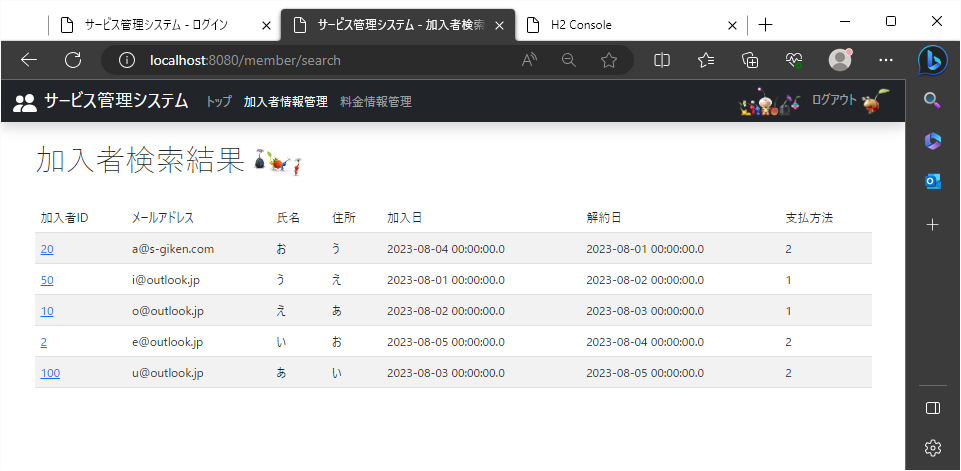 サービス管理システム - ログイン サービス管理システム - 加入者検索 H2 Console
localhost:8080/member/search
サービス管理システム トップ 加入者情報管理 料金情報管理 ログアウト
加入者検索結果
加入者ID メールアドレス 氏名 住所 加入日 解約日 支払方法
20 a@s-giken.com お う 2023-08-04 00:00:00.0 2023-08-01 00:00:00.0 2
50 i@outlook.jp う え 2023-08-01 00:00:00.0 2023-08-02 00:00:00.0 1
10 o@outlook.jp え あ 2023-08-02 00:00:00.0 2023-08-03 00:00:00.0 1
2 e@outlook.jp い お 2023-08-05 00:00:00.0 2023-08-04 00:00:00.0 2
100 u@outlook.jp あ い 2023-08-03 00:00:00.0 2023-08-05 00:00:00.0 2